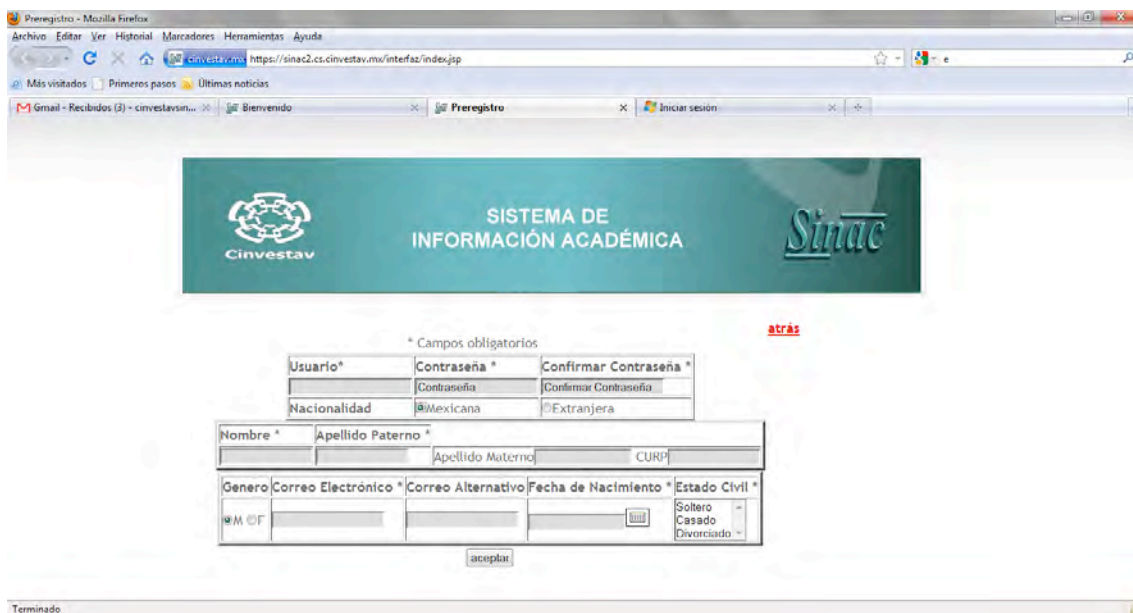 Preregistro - Mozilla Firefox
Archivo Editar Ver Historial Marcadores Herramientas Ayuda
cinvestav.mx https://sinac2.cs.cinvestav.mx/interfaz/index.jsp e
Más visitados Primeros pasos Últimas noticias
Gmail - Recibidos (3) - cinvestavsin... Bienvenido Preregistro Iniciar sesión
Cinvestav
SISTEMA DE
INFORMACIÓN ACADÉMICA
Sinac
atrás
* Campos obligatorios
Usuario* Contraseña * Confirmar Contraseña *
Contraseña Confirmar Contraseña
Nacionalidad Mexicana Extranjera
Nombre * Apellido Paterno *
Apellido Materno CURP
Genero Correo Electrónico * Correo Alternativo Fecha de Nacimiento * Estado Civil *
M F
Soltero
Casado
Divorciado
aceptar
Terminado